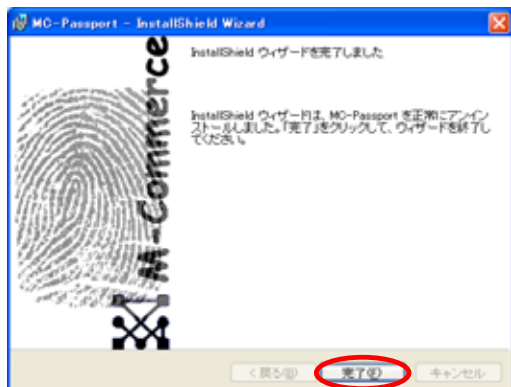 MC-Passport - InstallShield Wizard
InstallShield ウィザードを完了しました
InstallShield ウィザードは、MC-Passport を正常にアンイン
ストールしました。「完了」をクリックして、ウィザードを終了し
てください。
M-Commerce
< 戻る(B)
完了(F)
キャンセル